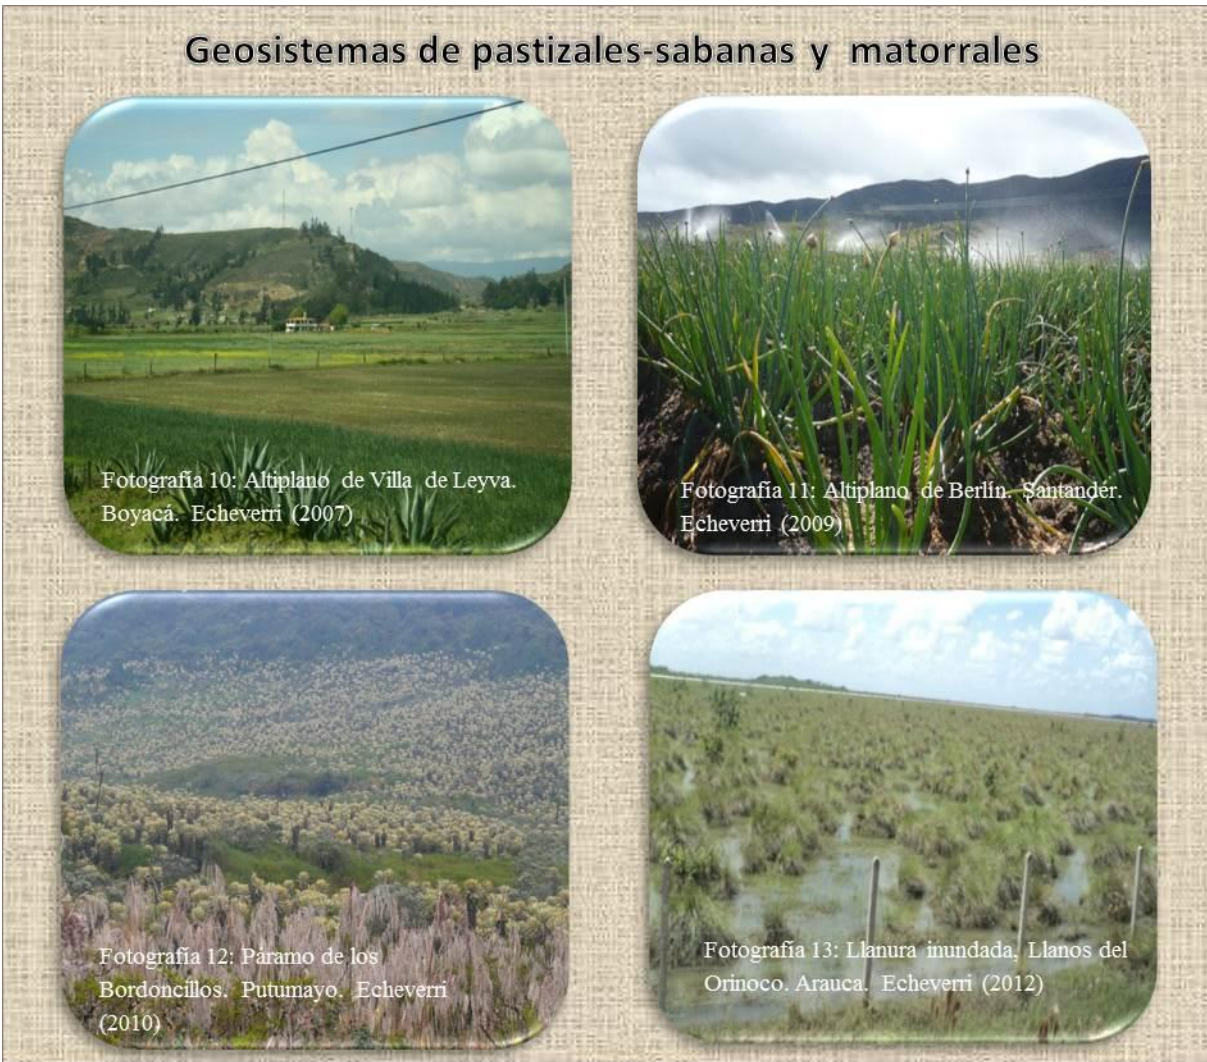 Geosistemas de pastizales-sabanas y matorrales
Fotografía 10: Altiplano de Villa de Leyva.
Boyacá. Echeverri (2007)
Fotografía 11: Altiplano de Berlín. Santander.
Echeverri (2009)
Fotografía 12: Páramo de los
Bordoncillos. Putumayo. Echeverri
(2010)
Fotografía 13: Llanura inundada, Llanos del
Orinoco. Arauca. Echeverri (2012)